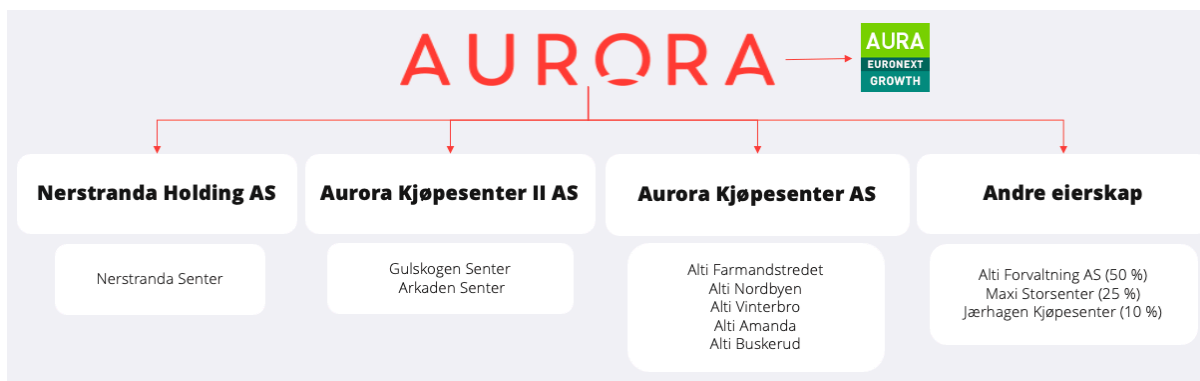 AURORA
AURA
EURONEXT
GROWTH
Nerstranda Holding AS
Aurora Kjøpesenter II AS
Aurora Kjøpesenter AS
Andre eierskap
Nerstranda Senter
Gulskogen Senter
Arkaden Senter
Alti Farmandstredet
Alti Nordbyen
Alti Vinterbro
Alti Amanda
Alti Buskerud
Alti Forvaltning AS (50 %)
Maxi Storsenter (25 %)
Jærhagen Kjøpesenter (10 %)